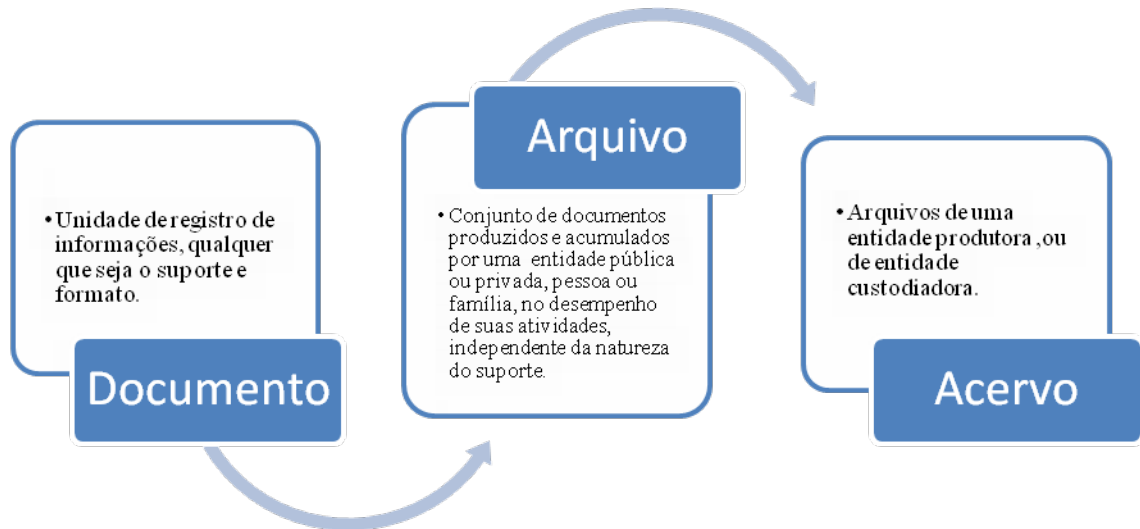 • Unidade de registro de
informações, qualquer
que seja o suporte e
formato.
Documento
Arquivo
• Conjunto de documentos
produzidos e acumulados
por uma entidade pública
ou privada, pessoa ou
família, no desempenho
de suas atividades,
independente da natureza
do suporte.
• Arquivos de uma
entidade produtora ,ou
de entidade
custodiadora.
Acervo